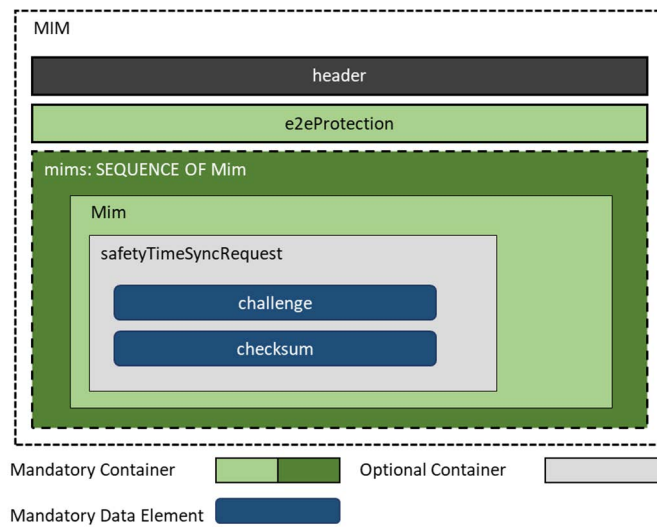 MIM
header
e2eProtection
mims: SEQUENCE OF Mim
Mim
safetyTimeSyncRequest
challenge
checksum
Mandatory Container
Optional Container
Mandatory Data Element